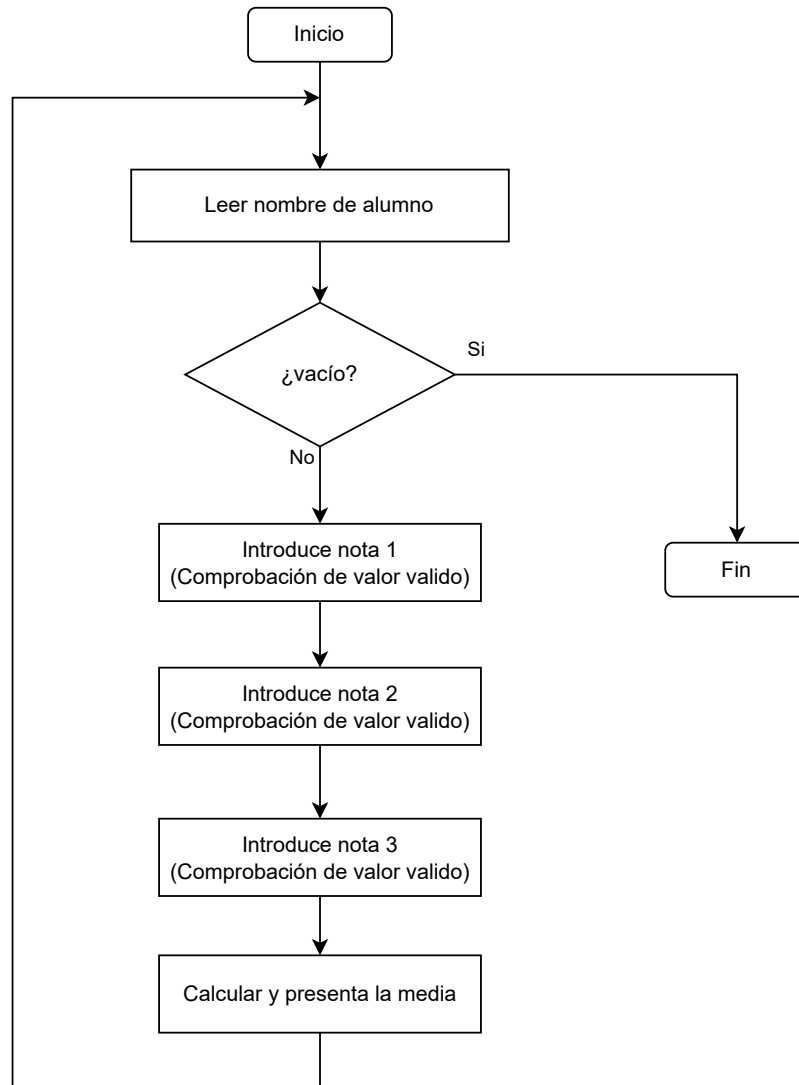 Inicio
Leer nombre de alumno
¿vacío?
Si
No
Introduce nota 1
(Comprobación de valor valido)
Fin
Introduce nota 2
(Comprobación de valor valido)
Introduce nota 3
(Comprobación de valor valido)
Calcular y presenta la media